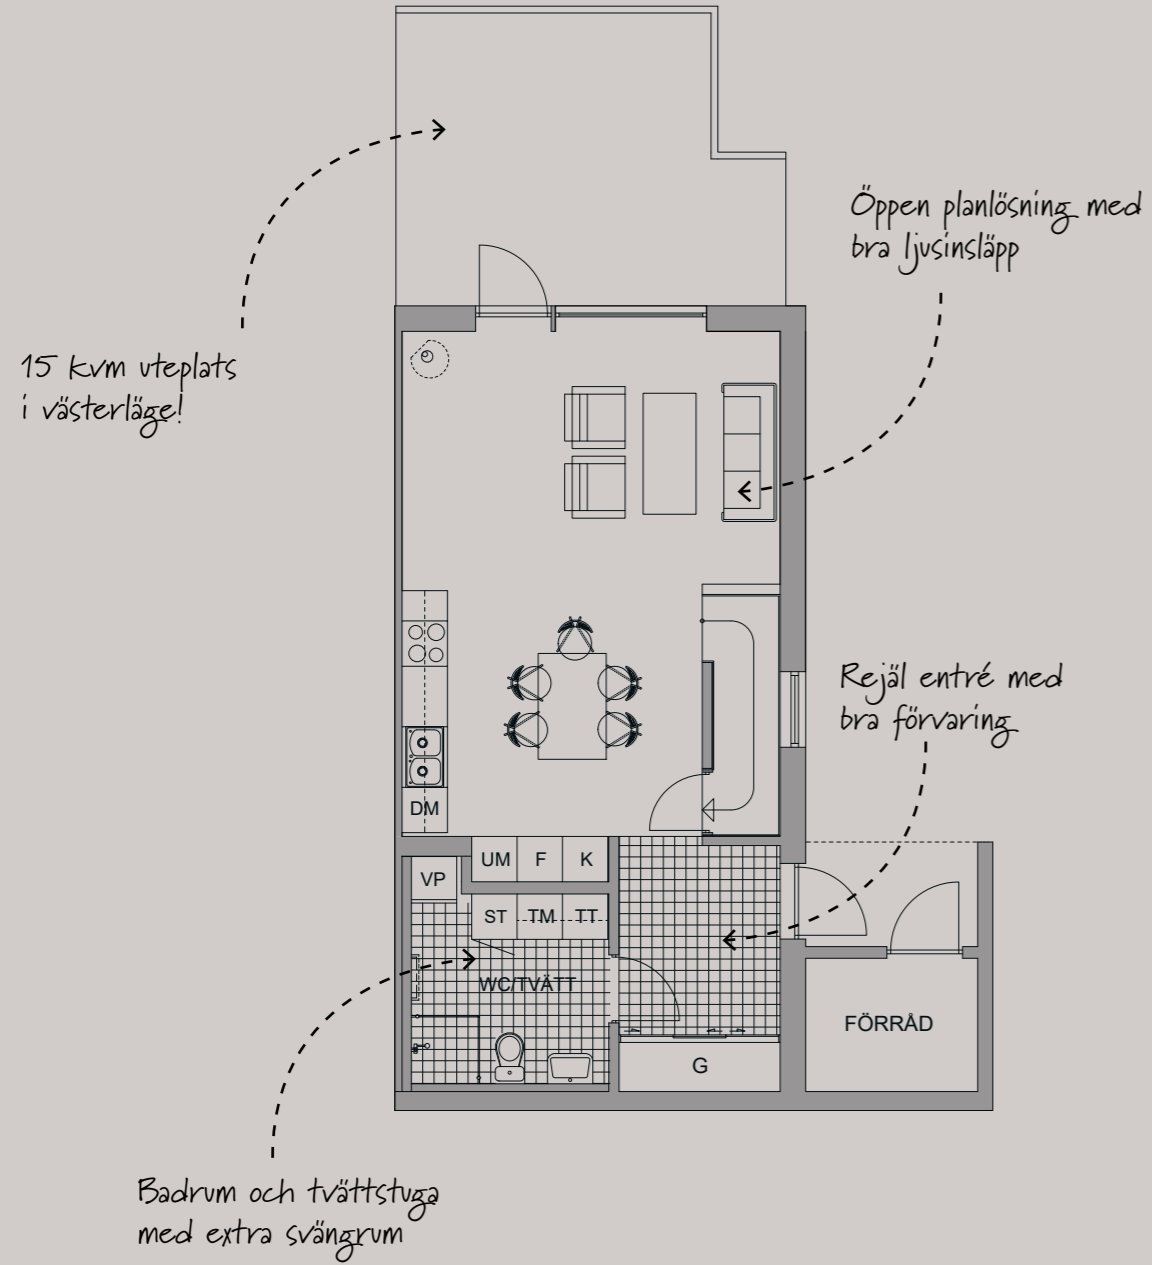 Öppen planlösning med
bra ljusinsläpp
15 kvm uteplats
i västerläge!
Rejäl entré med
bra förvaring
DM
UM F K
VP
ST TM TT
WC/TVÄTT
FÖRRÅD
G
Badrum och tvättstuga
med extra svängrum